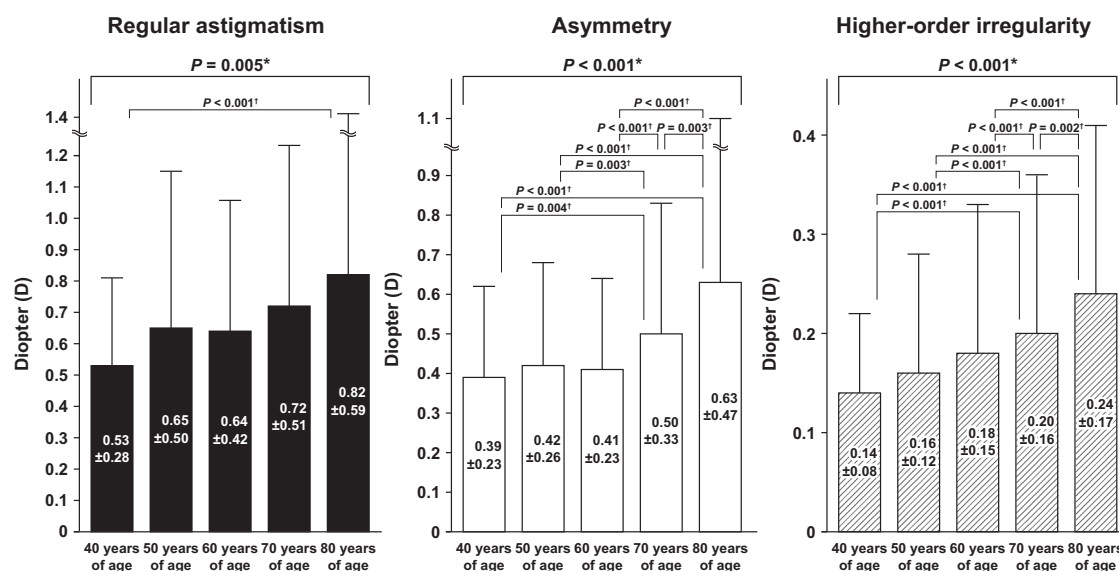 Regular astigmatism
P = 0.005*
P < 0.001†
Diopter (D)
1.4
1.2
1.0
0.9
0.8
0.7
0.6
0.5
0.4
0.3
0.2
0.1
0
0.53
±0.28
0.65
±0.50
0.64
±0.42
0.72
±0.51
0.82
±0.59
40 years
of age
50 years
of age
60 years
of age
70 years
of age
80 years
of age
Asymmetry
P < 0.001*
P < 0.001†
P < 0.001†
P = 0.003†
P < 0.001†
P = 0.003†
P < 0.001†
P = 0.004†
Diopter (D)
1.1
0.9
0.8
0.7
0.6
0.5
0.4
0.3
0.2
0.1
0
0.39
±0.23
0.42
±0.26
0.41
±0.23
0.50
±0.33
0.63
±0.47
40 years
of age
50 years
of age
60 years
of age
70 years
of age
80 years
of age
Higher-order irregularity
P < 0.001*
P < 0.001†
P < 0.001†
P = 0.002†
P < 0.001†
P < 0.001†
P < 0.001†
P < 0.001†
Diopter (D)
0.4
0.3
0.2
0.1
0
0.14
±0.08
0.16
±0.12
0.18
±0.15
0.20
±0.16
0.24
±0.17
40 years
of age
50 years
of age
60 years
of age
70 years
of age
80 years
of age